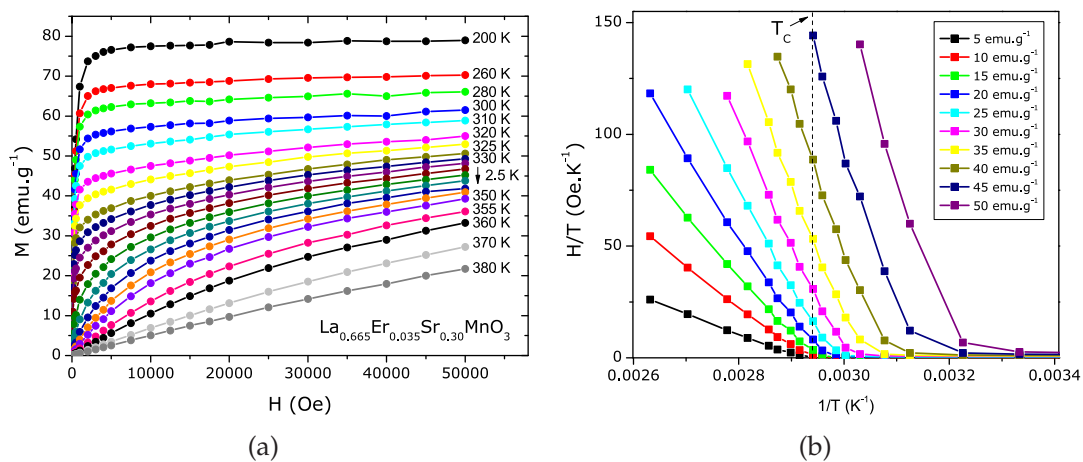 80
70
60
50
40
30
20
10
0
M (emu.g⁻¹)
200 K
260 K
280 K
300 K
310 K
320 K
325 K
330 K
2.5 K
350 K
355 K
360 K
370 K
380 K
La₀.₆₆₅Er₀.₀₃₅Sr₀.₃₀MnO₃
0 10000 20000 30000 40000 50000
H (Oe)
(a)
150
100
50
0
H/T (Oe.K⁻¹)
T_C
5 emu.g⁻¹
10 emu.g⁻¹
15 emu.g⁻¹
20 emu.g⁻¹
25 emu.g⁻¹
30 emu.g⁻¹
35 emu.g⁻¹
40 emu.g⁻¹
45 emu.g⁻¹
50 emu.g⁻¹
0.0026 0.0028 0.0030 0.0032 0.0034
1/T (K⁻¹)
(b)